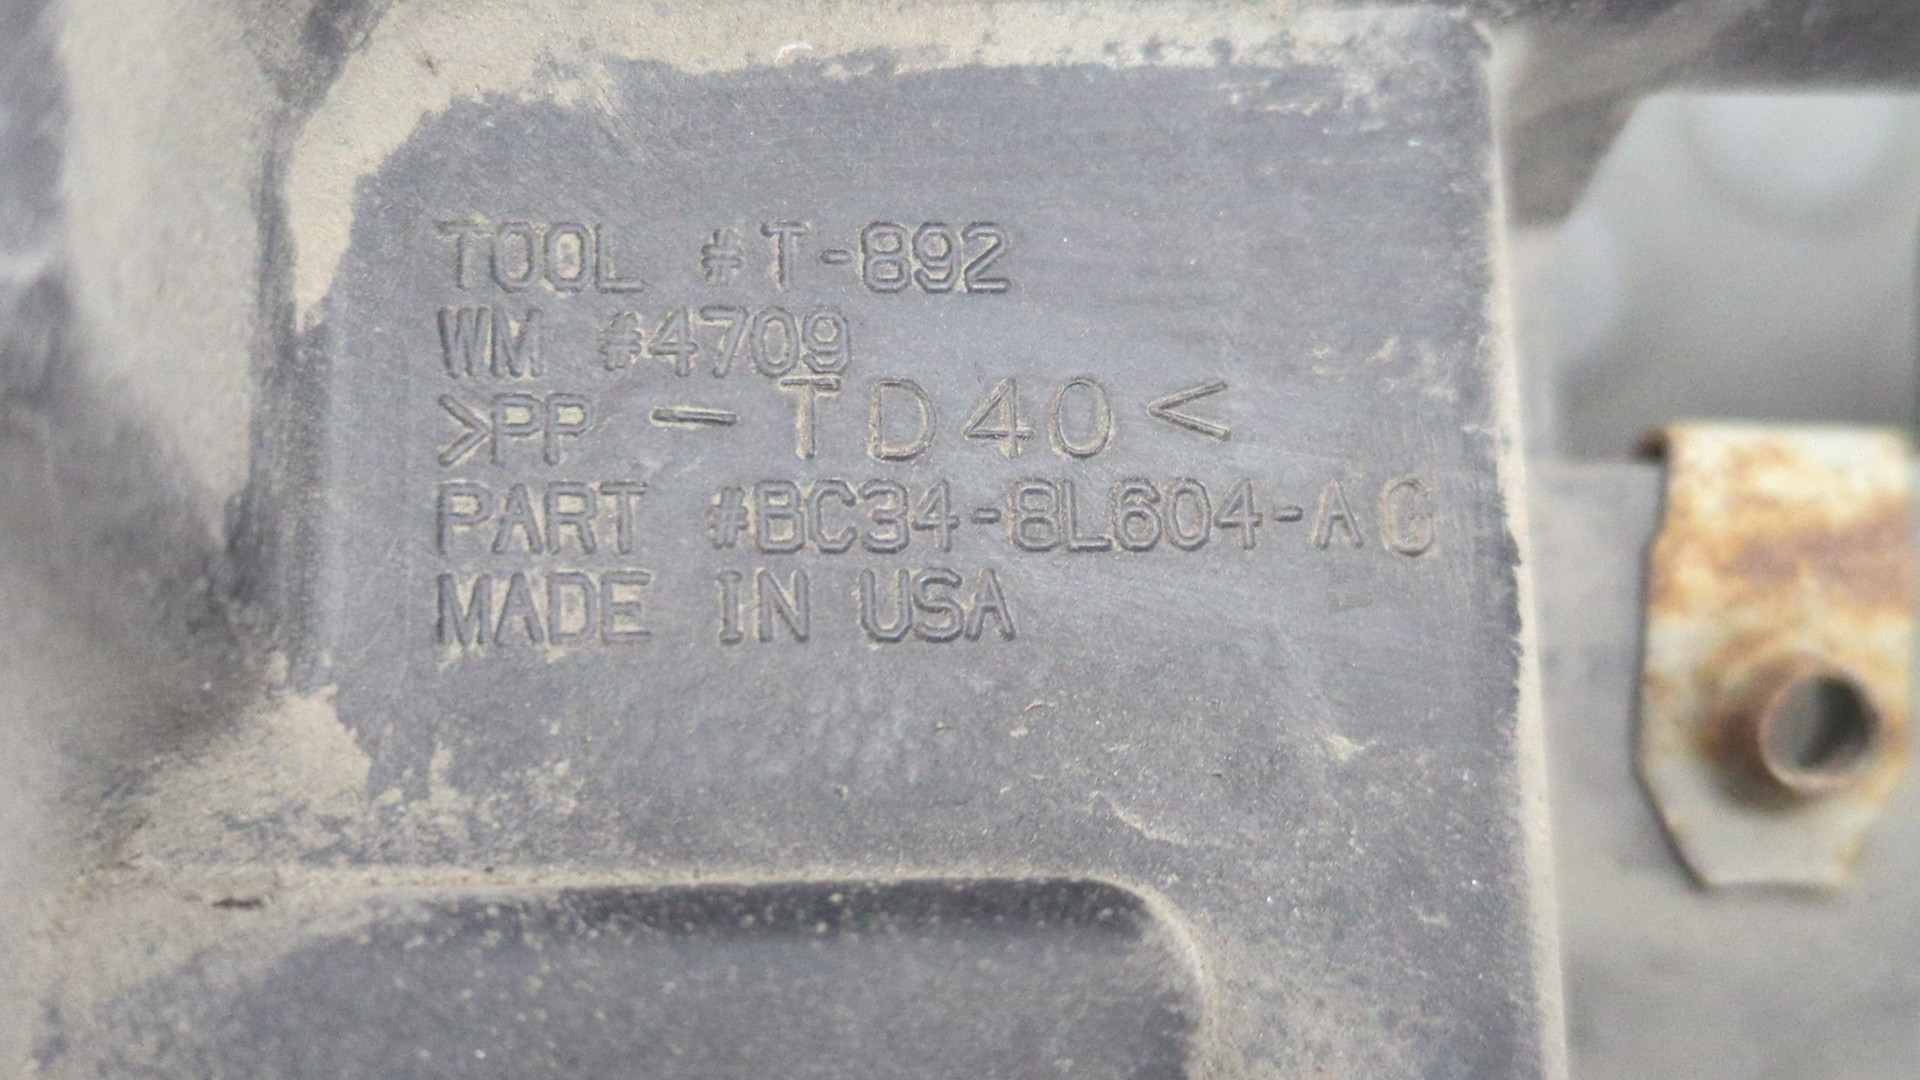 TOOL #T-892
WM #4709
>PP - TD40 <
PART #BC34-8L604-AC
MADE IN USA